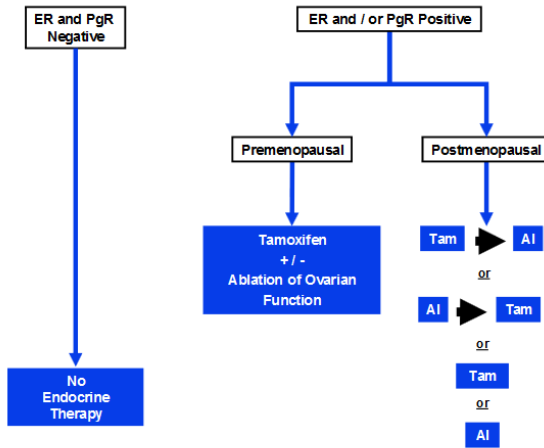 ER and PgR
Negative
ER and / or PgR Positive
Premenopausal
Postmenopausal
Tamoxifen
+ / -
Ablation of Ovarian
Function
Tam
AI
or
AI
Tam
or
Tam
or
AI
No
Endocrine
Therapy